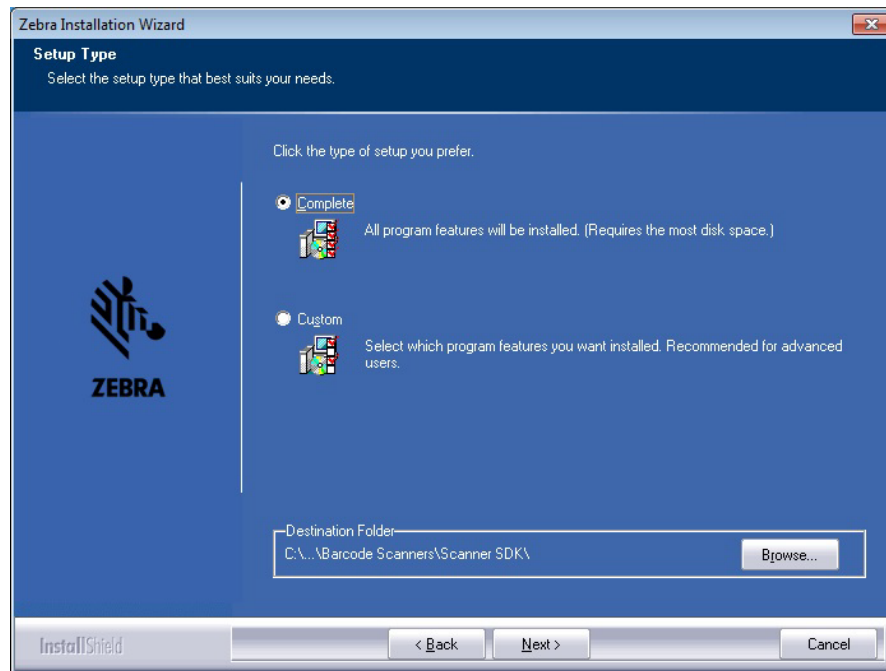 Zebra Installation Wizard
Setup Type
Select the setup type that best suits your needs.
Click the type of setup you prefer.
Complete
All program features will be installed. (Requires the most disk space.)
Custom
Select which program features you want installed. Recommended for advanced
users.
ZEBRA
Destination Folder
C:\...\Barcode Scanners\Scanner SDK\
Browse...
InstallShield
< Back
Next >
Cancel